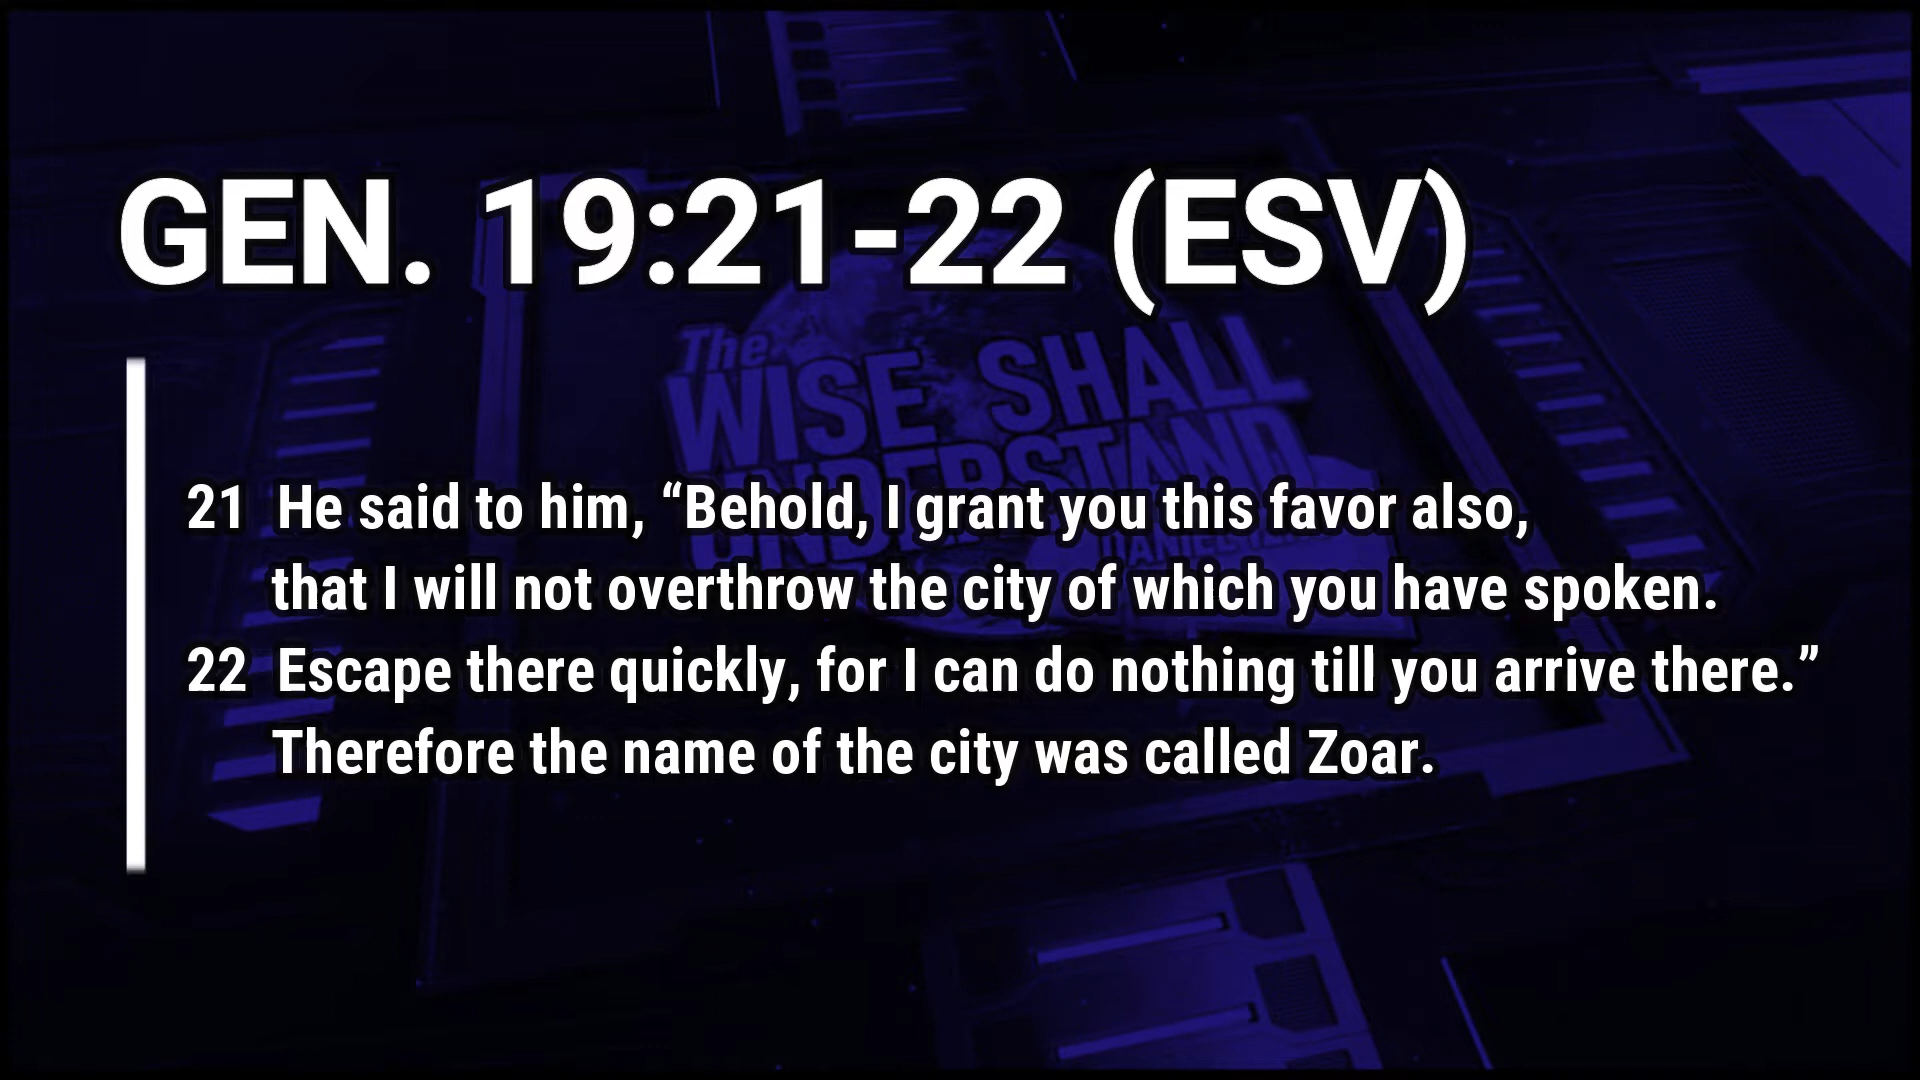 GEN. 19:21-22 (ESV)
The
WISE SHALL
UNDERSTAND
21 He said to him, “Behold, I grant you this favor also,
that I will not overthrow the city of which you have spoken.
22 Escape there quickly, for I can do nothing till you arrive there.”
Therefore the name of the city was called Zoar.